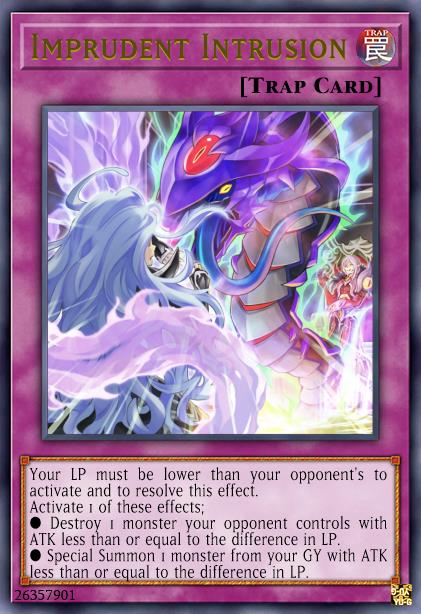 Imprudent Intrusion
TRAP
罠
[Trap Card]
Your LP must be lower than your opponent's to
activate and to resolve this effect.
Activate 1 of these effects;
● Destroy 1 monster your opponent controls with
ATK less than or equal to the difference in LP.
● Special Summon 1 monster from your GY with ATK
less than or equal to the difference in LP.
26357901